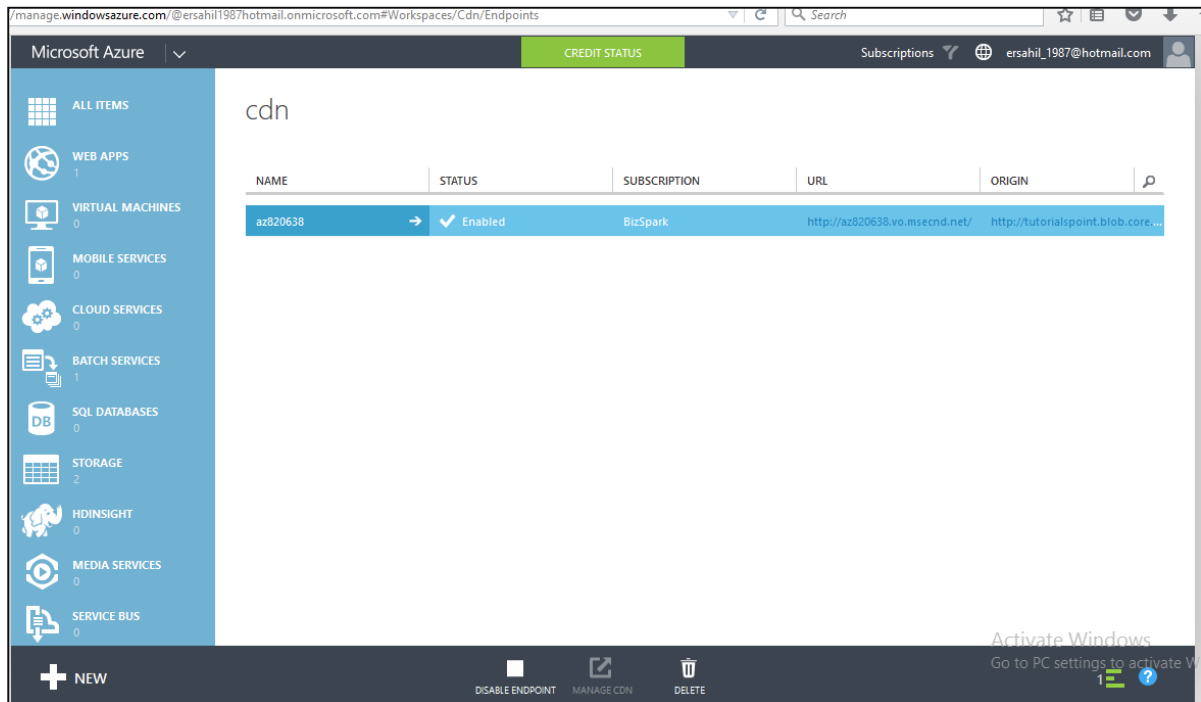 /manage.windowsazure.com/@ersahil1987hotmail.onmicrosoft.com#Workspaces/Cdn/Endpoints
Search
Microsoft Azure
CREDIT STATUS
Subscriptions
ersahil_1987@hotmail.com
ALL ITEMS
WEB APPS
1
VIRTUAL MACHINES
0
MOBILE SERVICES
0
CLOUD SERVICES
0
BATCH SERVICES
1
SQL DATABASES
0
DB
STORAGE
2
HDINSIGHT
0
MEDIA SERVICES
0
SERVICE BUS
0
cdn
NAME STATUS SUBSCRIPTION URL ORIGIN
az820638 Enabled BizSpark http://az820638.vo.msecnd.net/ http://tutorialspoint.blob.core....
Activate Windows
Go to PC settings to activate W
NEW
DISABLE ENDPOINT
MANAGE CDN
DELETE
1
?